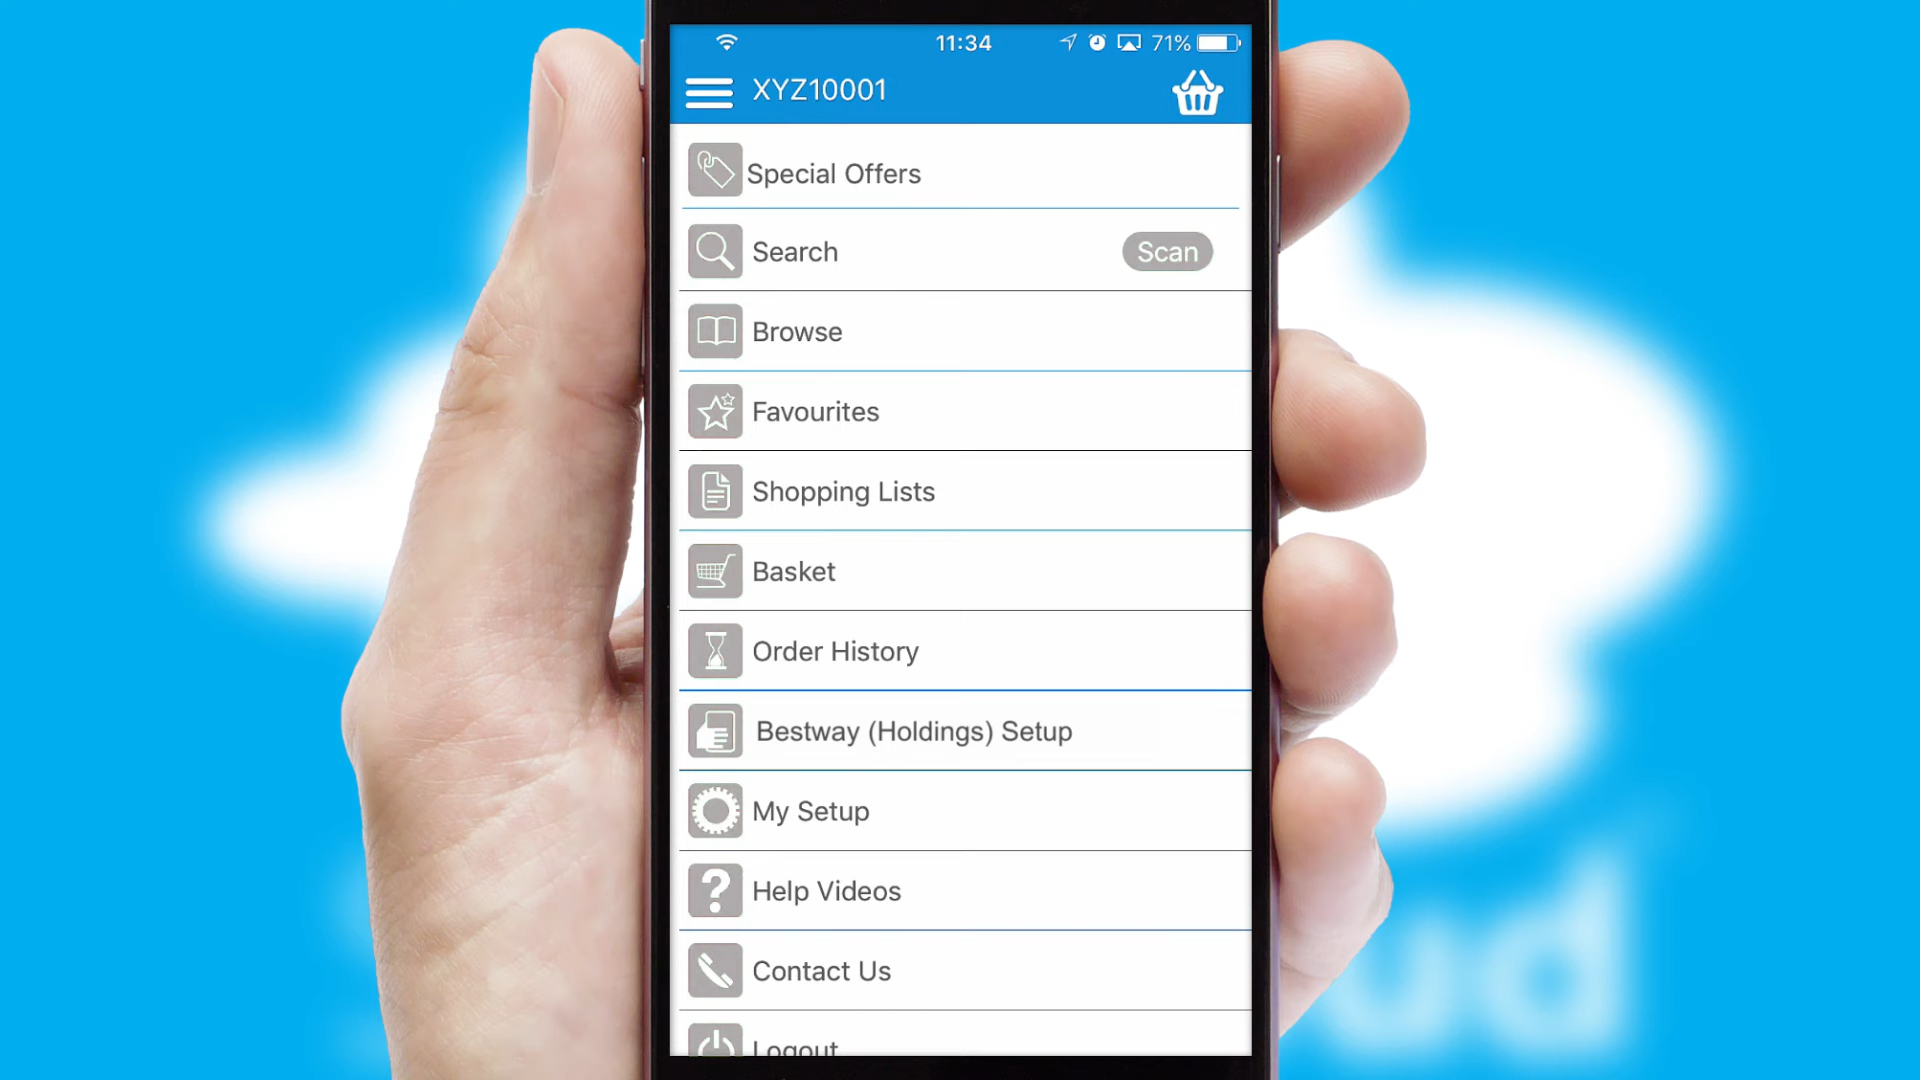 11:34
71%
XYZ10001
Special Offers
Search
Scan
Browse
Favourites
Shopping Lists
Basket
Order History
Bestway (Holdings) Setup
My Setup
Help Videos
Contact Us
Logout
ud